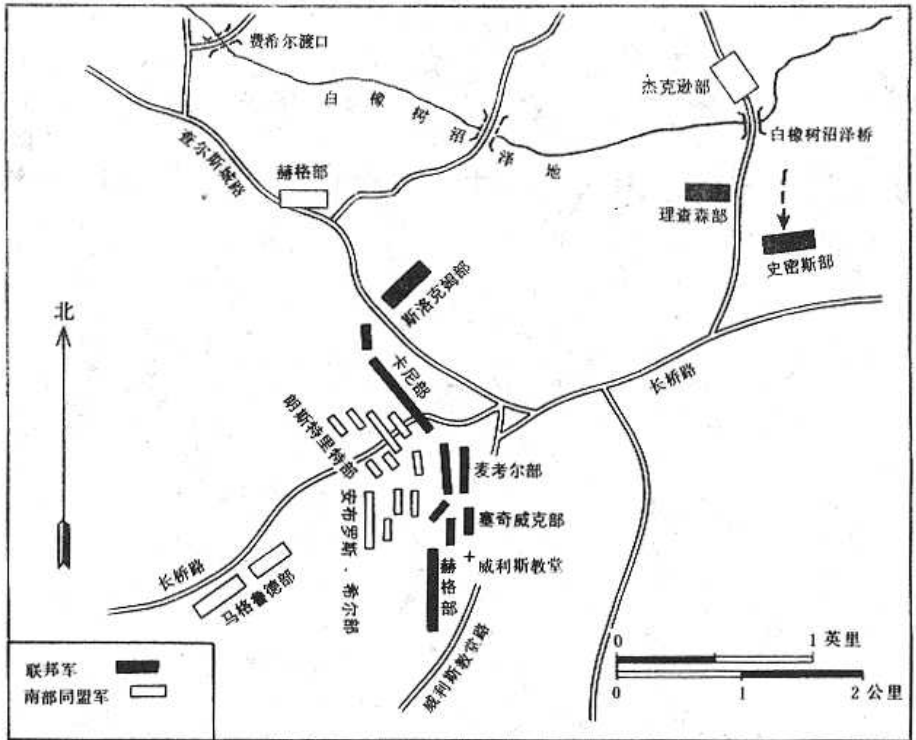 费希尔渡口
白橡树沼泽地
杰克逊部
白橡树沼泽桥
查尔斯城路
赫格部
理查森部
史密斯部
斯洛克姆部
北
卡尼部
长桥路
朗斯特里特部
麦考尔部
塞奇威克部
安布罗斯·希尔部
威利斯教堂
赫格部
长桥路
马格鲁德部
威利斯教堂路
0 1 英里
0 1 2 公里
联邦军
南部同盟军